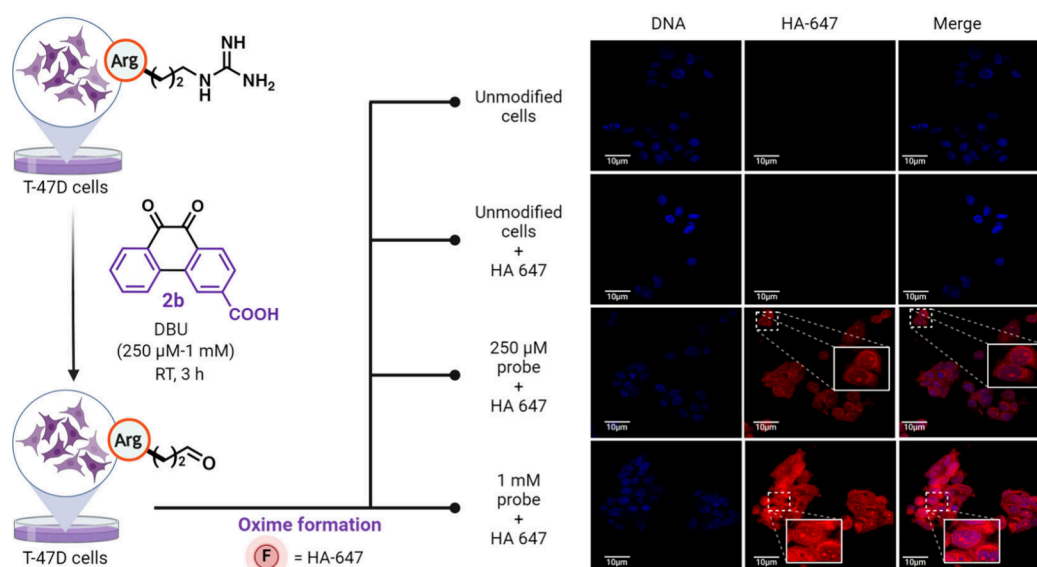 DNA
HA-647
Merge
Arg
NH
N
H
NH₂
2
T-47D cells
O
O
2b
COOH
DBU
(250 µM-1 mM)
RT, 3 h
Arg
2
O
T-47D cells
Oxime formation
F = HA-647
Unmodified
cells
10µm
10µm
10µm
Unmodified
cells
+
HA 647
10µm
10µm
10µm
250 µM
probe
+
HA 647
10µm
10µm
10µm
1 mM
probe
+
HA 647
10µm
10µm
10µm